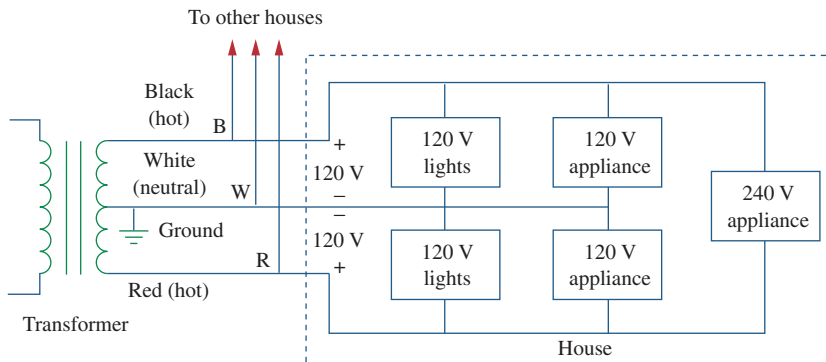 To other houses
Black
(hot)
B
White
(neutral)
W
Ground
R
Red (hot)
Transformer
+
120 V
–
–
120 V
+
120 V
lights
120 V
appliance
240 V
appliance
120 V
lights
120 V
appliance
House